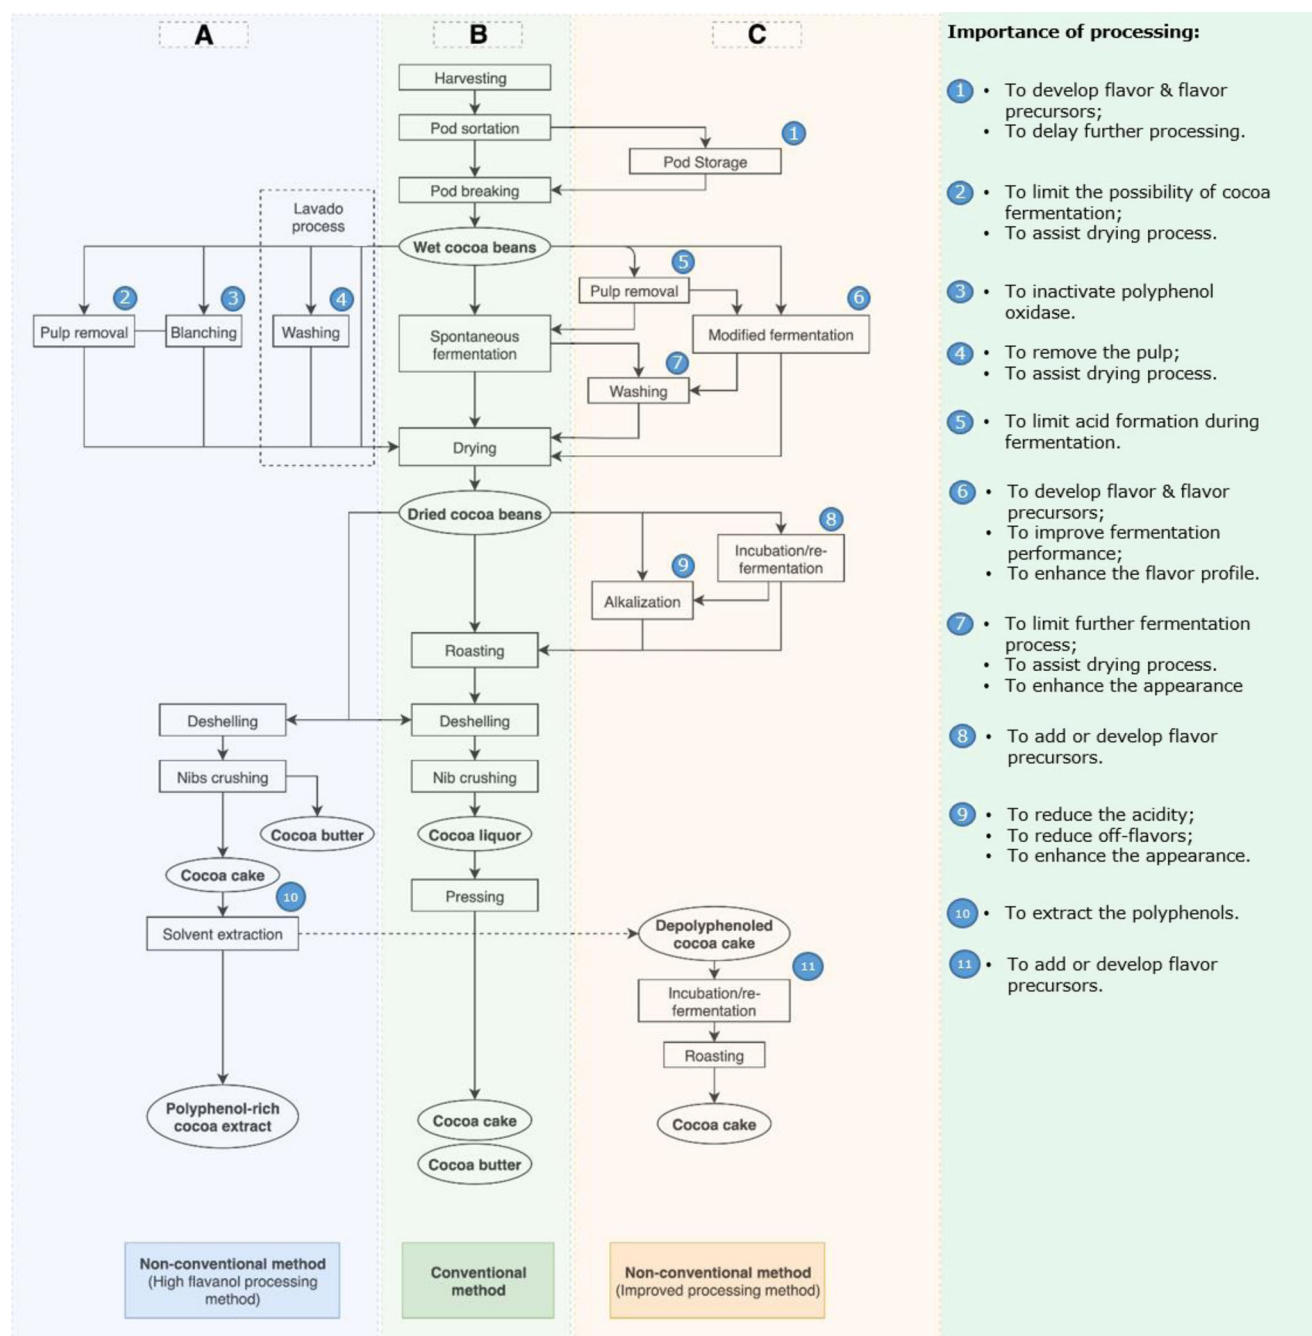 A
B
C
Harvesting
Pod sortation
1
Pod Storage
Pod breaking
Lavado
process
Wet cocoa beans
2
3
4
5
6
Pulp removal
Blanching
Washing
Pulp removal
Spontaneous
fermentation
Modified fermentation
7
Washing
Drying
Dried cocoa beans
8
Incubation/re-
fermentation
9
Alkalization
Roasting
Deshelling
Deshelling
Nibs crushing
Nib crushing
Cocoa butter
Cocoa liquor
Cocoa cake
10
Pressing
Solvent extraction
Depolyphenoled
cocoa cake
11
Incubation/re-
fermentation
Roasting
Polyphenol-rich
cocoa extract
Cocoa cake
Cocoa butter
Cocoa cake
Non-conventional method
(High flavanol processing
method)
Conventional
method
Non-conventional method
(Improved processing method)
Importance of processing:
1 • To develop flavor & flavor
precursors;
• To delay further processing.
2 • To limit the possibility of cocoa
fermentation;
• To assist drying process.
3 • To inactivate polyphenol
oxidase.
4 • To remove the pulp;
• To assist drying process.
5 • To limit acid formation during
fermentation.
6 • To develop flavor & flavor
precursors;
• To improve fermentation
performance;
• To enhance the flavor profile.
7 • To limit further fermentation
process;
• To assist drying process.
• To enhance the appearance
8 • To add or develop flavor
precursors.
9 • To reduce the acidity;
• To reduce off-flavors;
• To enhance the appearance.
10 • To extract the polyphenols.
11 • To add or develop flavor
precursors.